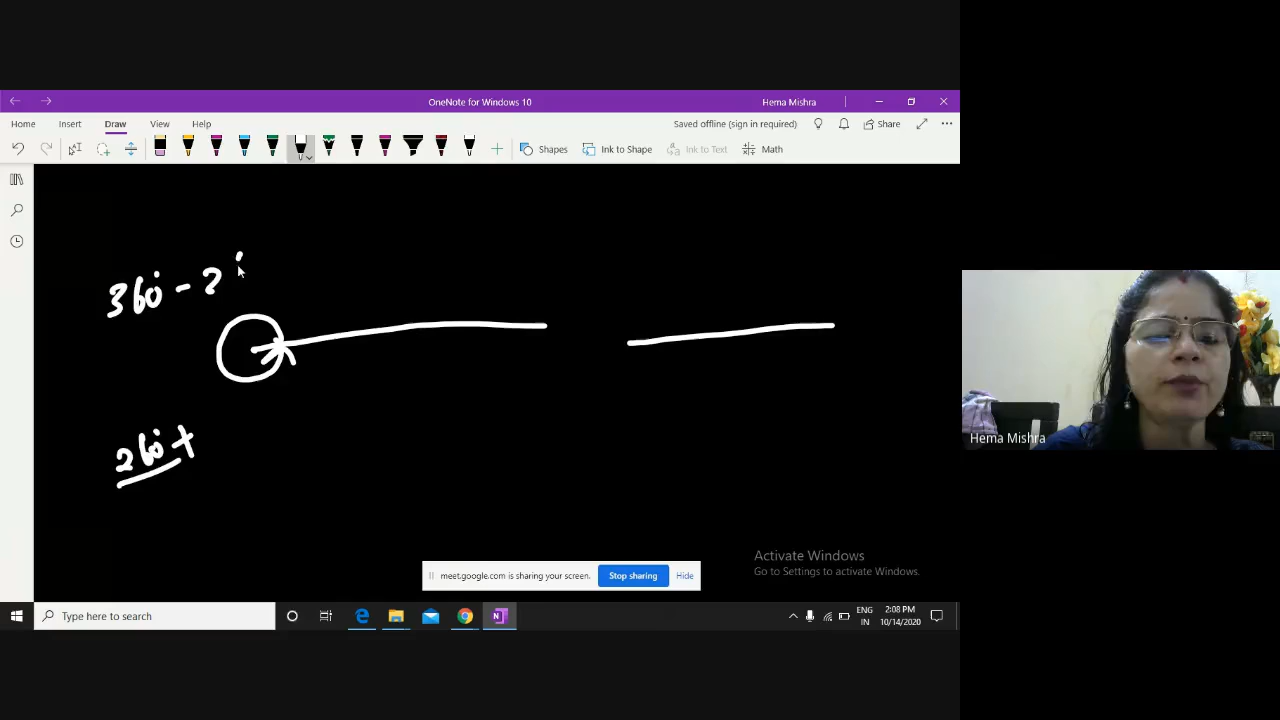 OneNote for Windows 10
Hema Mishra
Home Insert Draw View Help
Saved offline (sign in required)
Share
Shapes
Ink to Shape
Ink to Text
Math
360° - 2
260° +
Hema Mishra
Activate Windows
Go to Settings to activate Windows.
meet.google.com is sharing your screen.
Stop sharing
Hide
Type here to search
ENG
IN
2:08 PM
10/14/2020